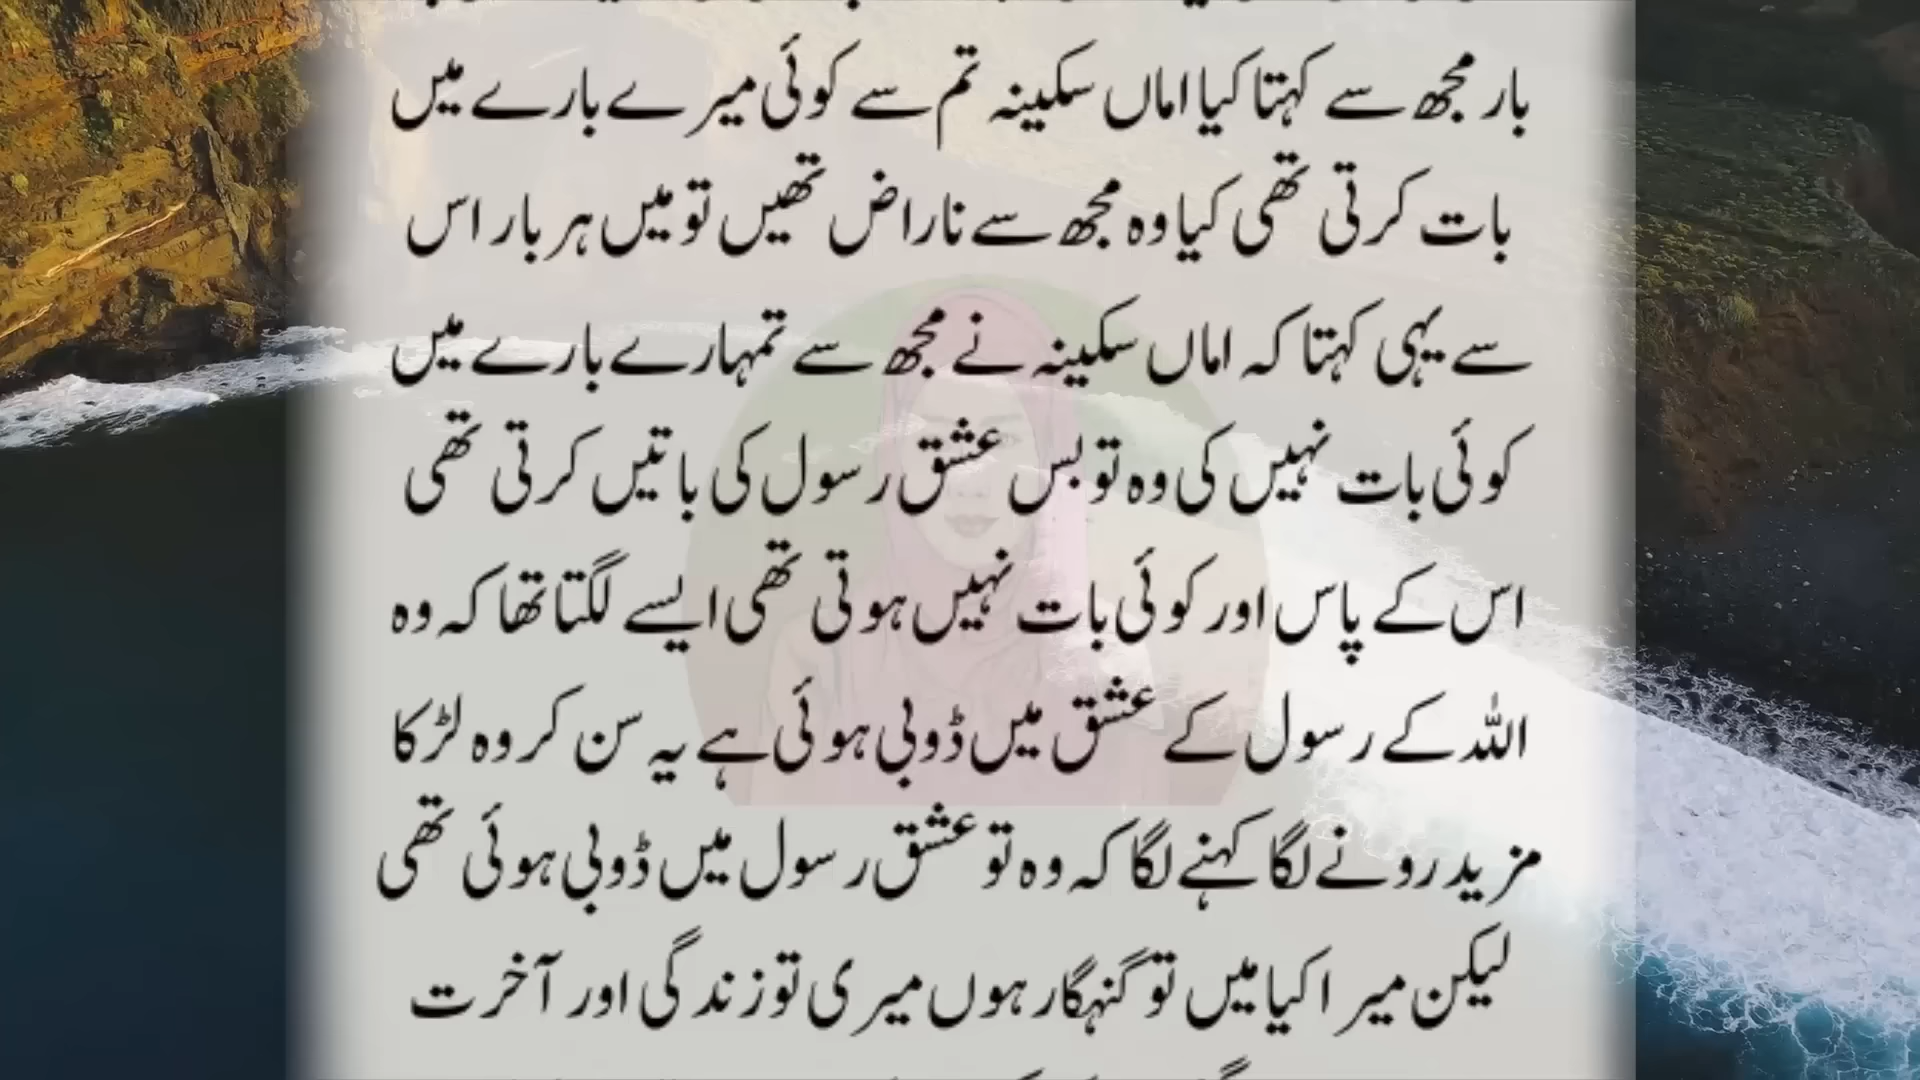 بار مجھ سے کہتا کیا اماں سکینہ تم سے کوئی میرے بارے میں
بات کرتی تھی کیا وہ مجھ سے ناراض تھیں تو میں ہر بار اس
سے یہی کہتا کہ اماں سکینہ نے مجھ سے تمہارے بارے میں
کوئی بات نہیں کی وہ تو بس عشق رسول کی باتیں کرتی تھی
اس کے پاس اور کوئی بات نہیں ہوتی تھی ایسے لگتا تھا کہ وہ
اللہ کے رسول کے عشق میں ڈوبی ہوئی ہے یہ سن کر وہ لڑکا
مزید رونے لگا کہنے لگا کہ وہ تو عشق رسول میں ڈوبی ہوئی تھی
لیکن میرا کیا میں تو گنہگار ہوں میری تو زندگی اور آخرت